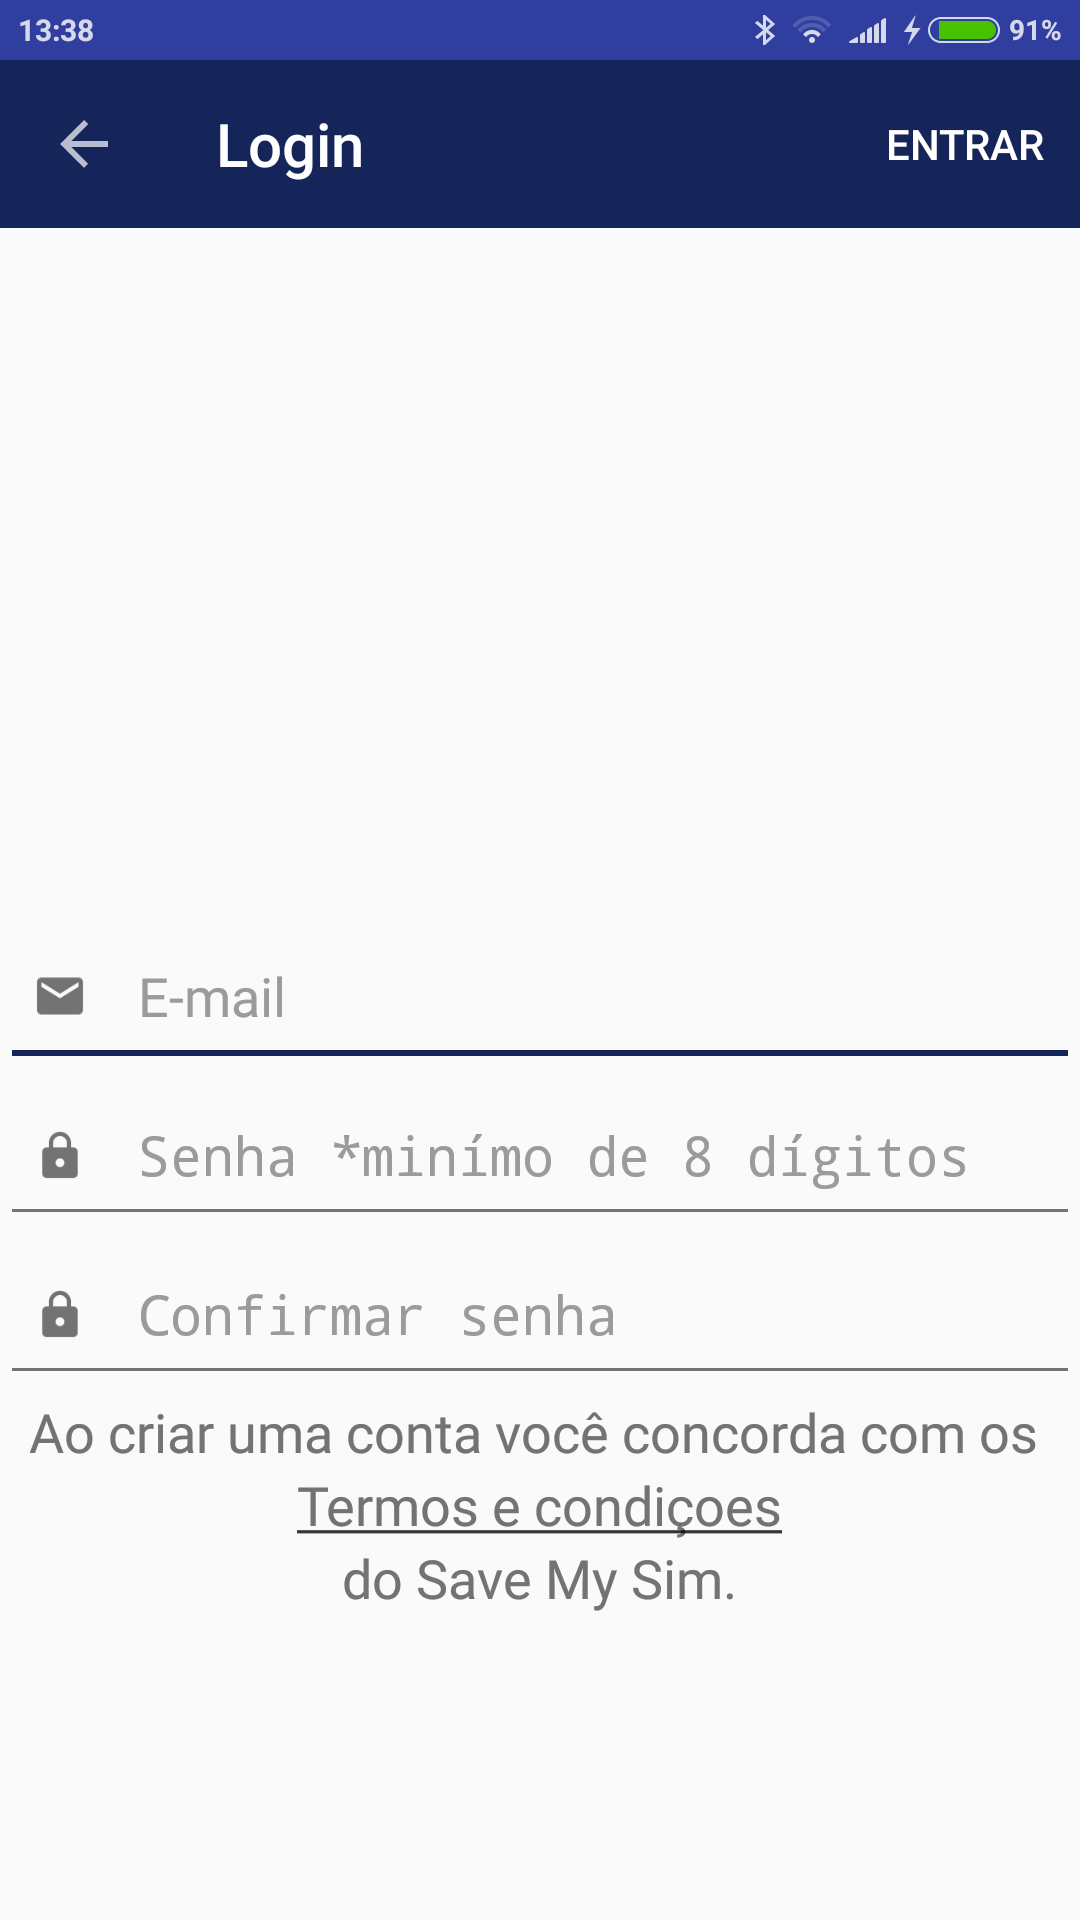 13:38
91%
Login
ENTRAR
E-mail
Senha *minímo de 8 dígitos
Confirmar senha
Ao criar uma conta você concorda com os
Termos e condiçoes
do Save My Sim.